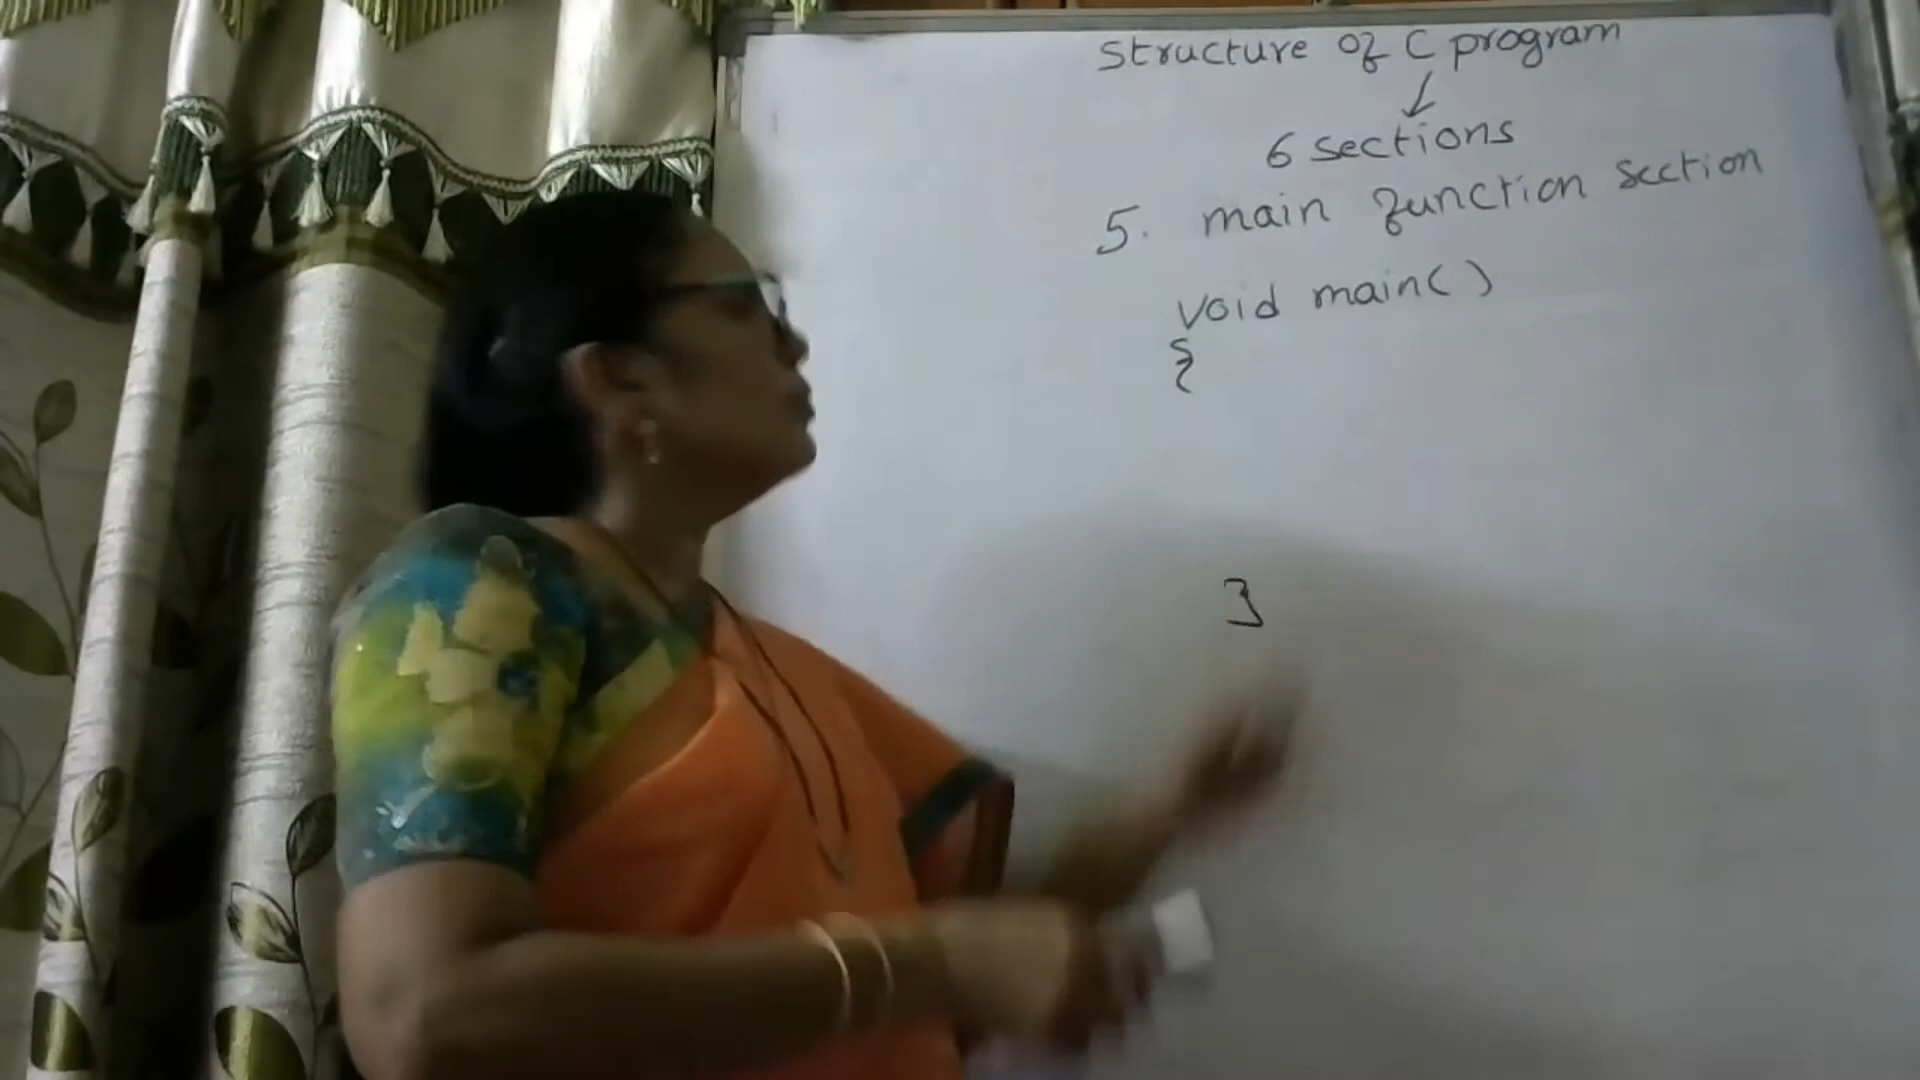 Structure of C program
6 sections
5. main function section
void main()
{
}